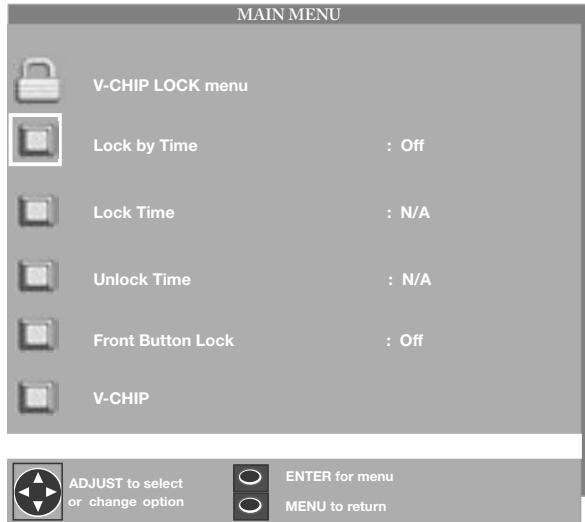 MAIN MENU
V-CHIP LOCK menu
Lock by Time : Off
Lock Time : N/A
Unlock Time : N/A
Front Button Lock : Off
V-CHIP
ADJUST to select
or change option
ENTER for menu
MENU to return